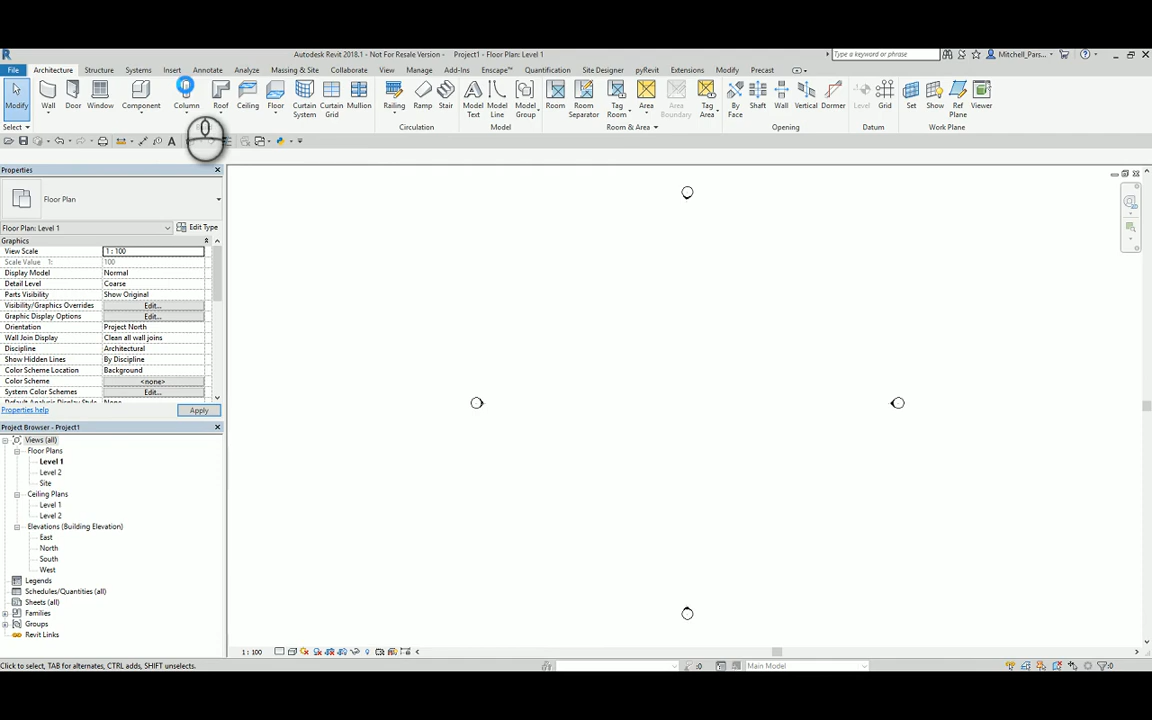 Autodesk Revit 2018.1 - Not For Resale Version - Project1 - Floor Plan: Level 1
Type a keyword or phrase
Mitchell_Pars...
File Architecture Structure Systems Insert Annotate Analyze Massing & Site Collaborate View Manage Add-Ins Enscape™ Quantification Site Designer pyRevit Extensions Modify Precast
Modify Wall Door Window Component Column Roof Ceiling Floor Curtain System Curtain Grid Mullion Railing Ramp Stair Model Text Model Line Model Group Room Room Separator Tag Room Area Area Boundary Tag Area By Face Shaft Wall Vertical Dormer Level Grid Set Show Ref Plane Viewer
Select Circulation Model Room & Area Opening Datum Work Plane
Properties
Floor Plan
Floor Plan: Level 1 Edit Type
Graphics
View Scale 1 : 100
Scale Value 1: 100
Display Model Normal
Detail Level Coarse
Parts Visibility Show Original
Visibility/Graphics Overrides Edit...
Graphic Display Options Edit...
Orientation Project North
Wall Join Display Clean all wall joins
Discipline Architectural
Show Hidden Lines By Discipline
Color Scheme Location Background
Color Scheme <none>
System Color Schemes Edit...
Default Analysis Display Style None
Properties help Apply
Project Browser - Project1
Views (all)
Floor Plans
Level 1
Level 2
Site
Ceiling Plans
Level 1
Level 2
Elevations (Building Elevation)
East
North
South
West
Legends
Schedules/Quantities (all)
Sheets (all)
Families
Groups
Revit Links
1 : 100
Click to select, TAB for alternates, CTRL adds, SHIFT unselects.
:0
Main Model
:0